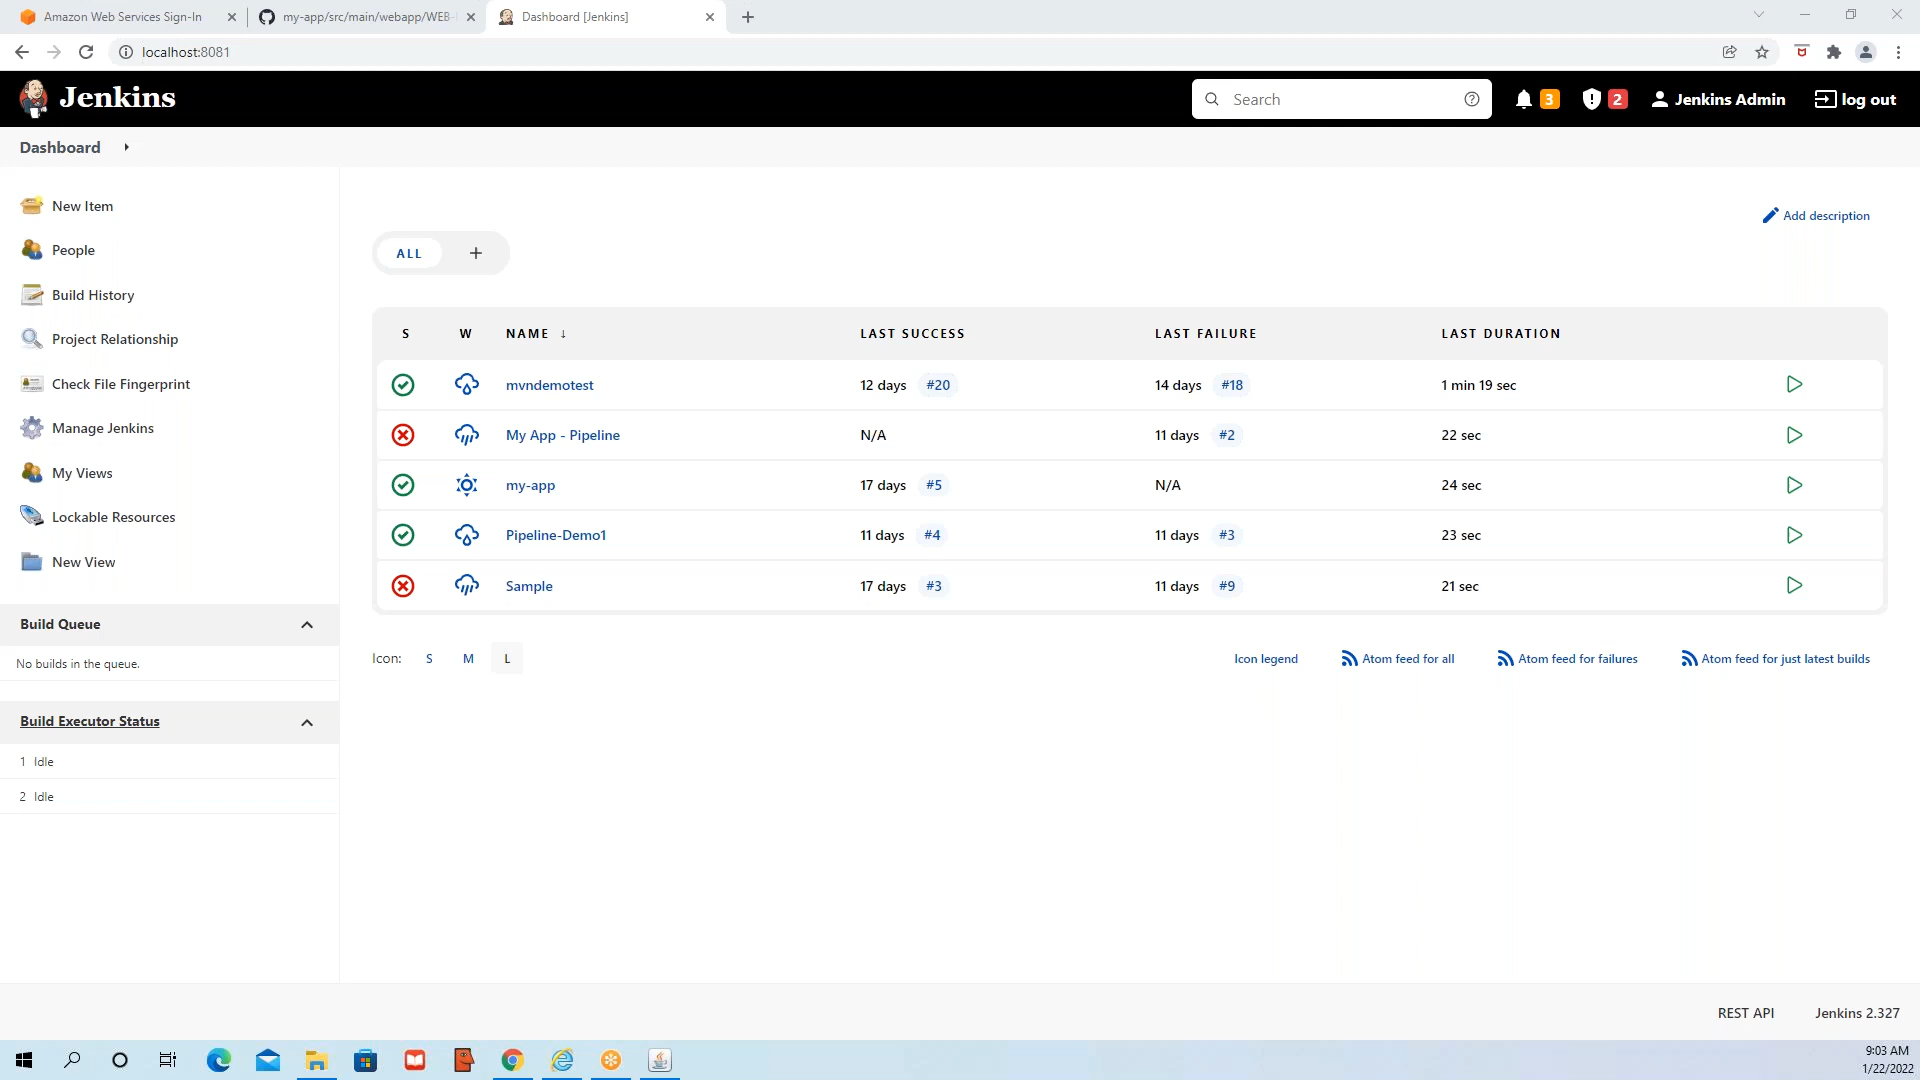 Amazon Web Services Sign-In
my-app/src/main/webapp/WEB-
Dashboard [Jenkins]
localhost:8081
Jenkins
Search
3
2
Jenkins Admin
log out
Dashboard
New Item
People
Build History
Project Relationship
Check File Fingerprint
Manage Jenkins
My Views
Lockable Resources
New View
Build Queue
No builds in the queue.
Build Executor Status
1 Idle
2 Idle
Add description
ALL +
S W NAME ↓ LAST SUCCESS LAST FAILURE LAST DURATION
mvndemotest 12 days #20 14 days #18 1 min 19 sec
My App - Pipeline N/A 11 days #2 22 sec
my-app 17 days #5 N/A 24 sec
Pipeline-Demo1 11 days #4 11 days #3 23 sec
Sample 17 days #3 11 days #9 21 sec
Icon: S M L
Icon legend
Atom feed for all
Atom feed for failures
Atom feed for just latest builds
REST API
Jenkins 2.327
9:03 AM
1/22/2022